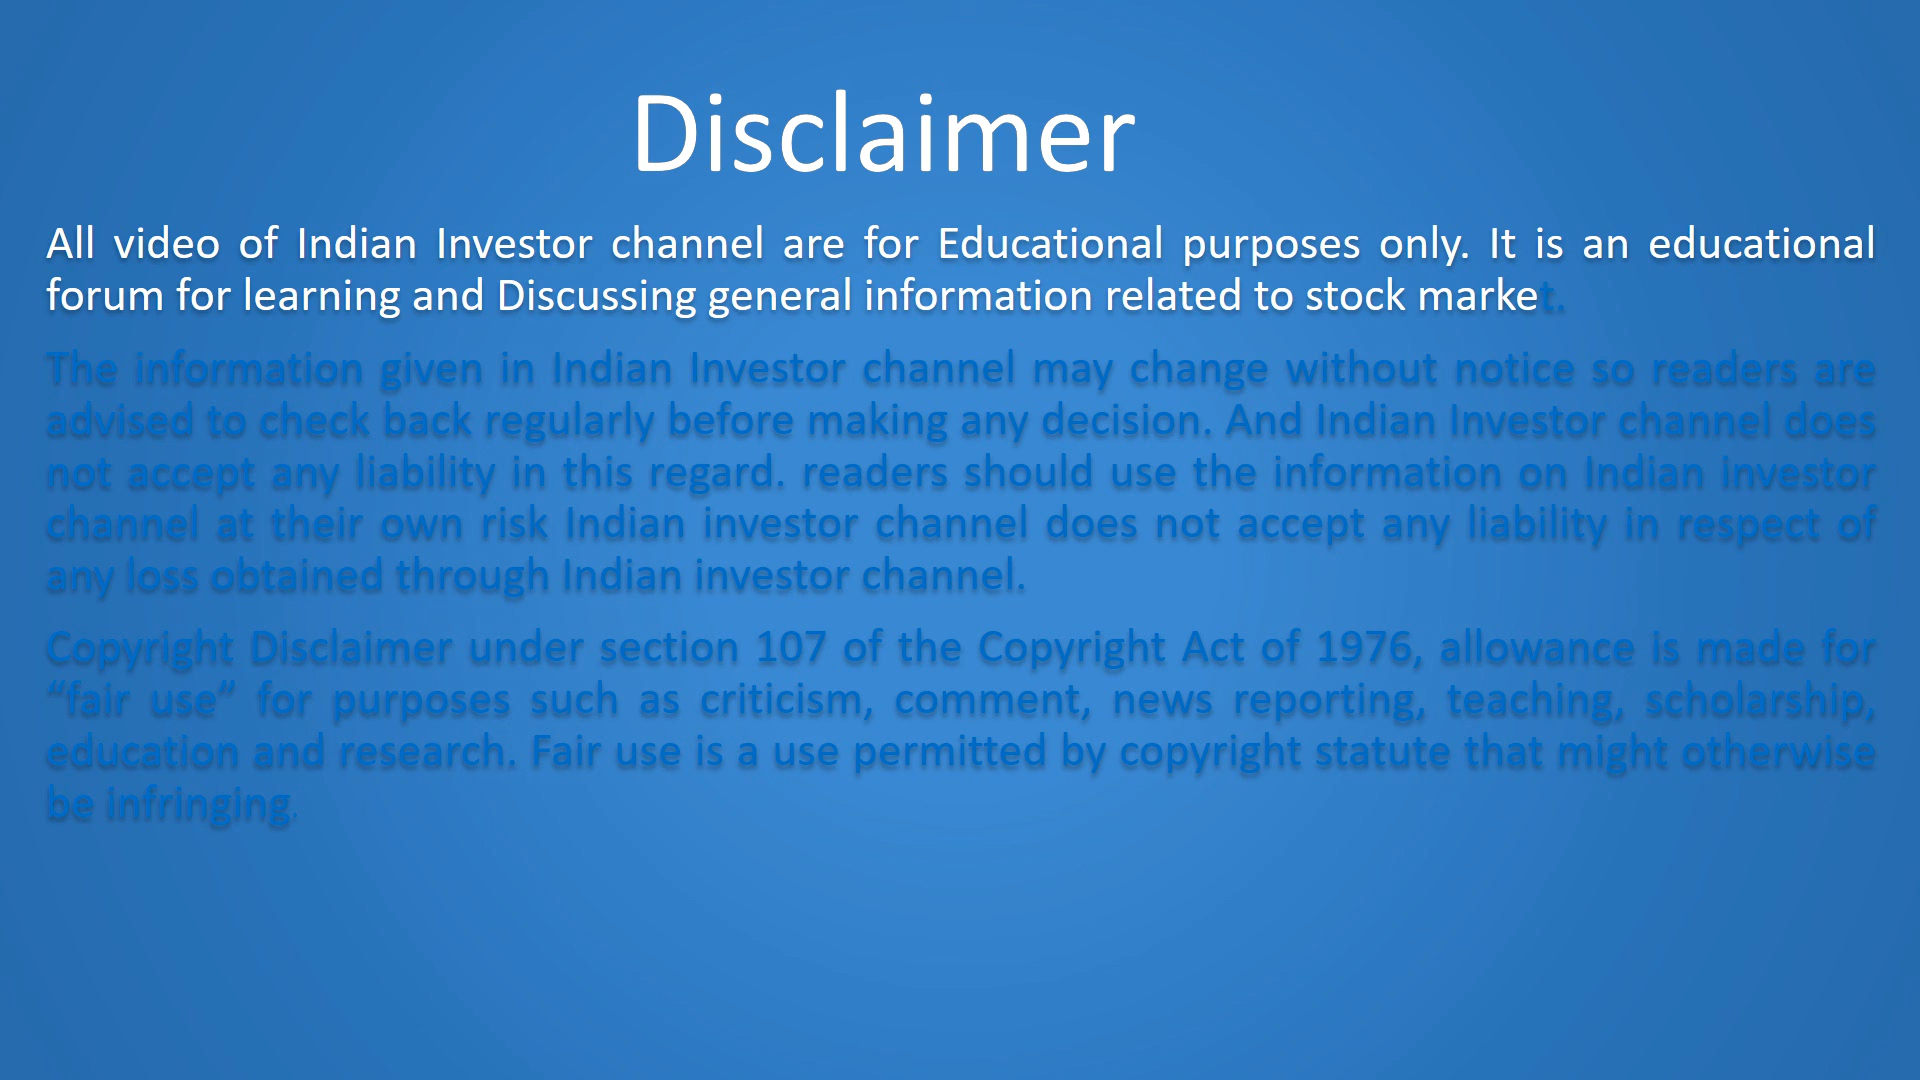 Disclaimer
All video of Indian Investor channel are for Educational purposes only. It is an educational
forum for learning and Discussing general information related to stock market.
The information given in Indian Investor channel may change without notice so readers are
advised to check back regularly before making any decision. And Indian Investor channel does
not accept any liability in this regard. readers should use the information on Indian investor
channel at their own risk Indian investor channel does not accept any liability in respect of
any loss obtained through Indian investor channel.
Copyright Disclaimer under section 107 of the Copyright Act of 1976, allowance is made for
“fair use” for purposes such as criticism, comment, news reporting, teaching, scholarship,
education and research. Fair use is a use permitted by copyright statute that might otherwise
be infringing.